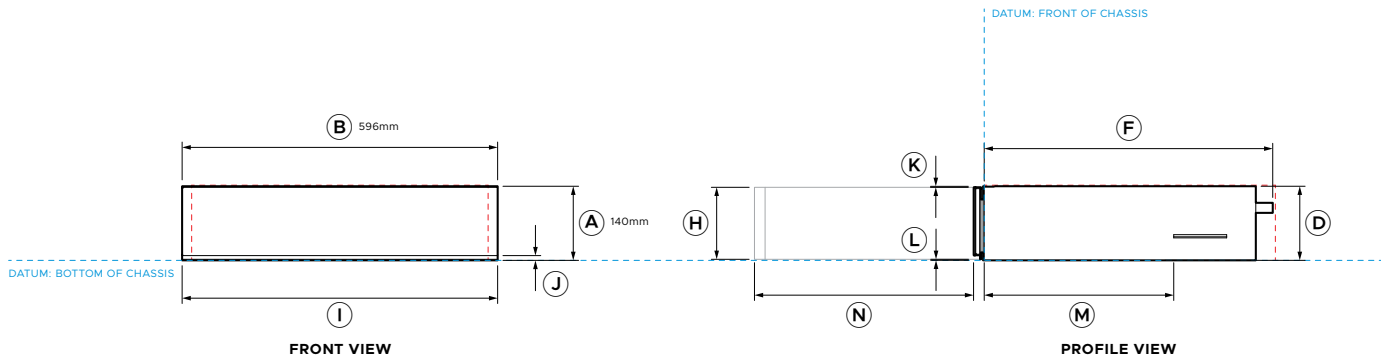 DATUM: FRONT OF CHASSIS
B 596mm
F
K
H
A 140mm
L
D
DATUM: BOTTOM OF CHASSIS
J
I
N
M
FRONT VIEW
PROFILE VIEW